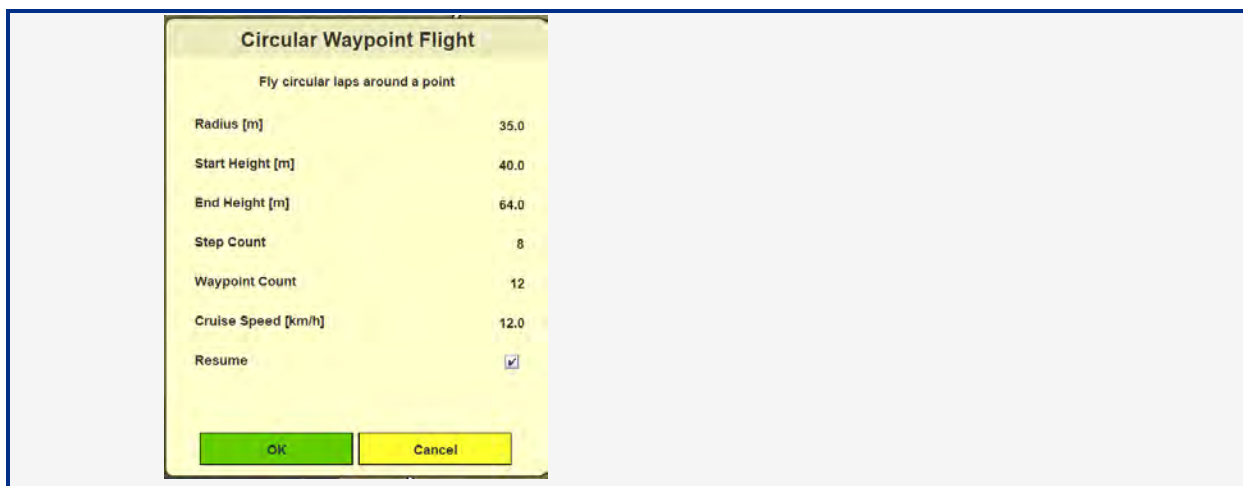 Circular Waypoint Flight
Fly circular laps around a point
Radius [m] 35.0
Start Height [m] 40.0
End Height [m] 64.0
Step Count 8
Waypoint Count 12
Cruise Speed [km/h] 12.0
Resume
OK Cancel